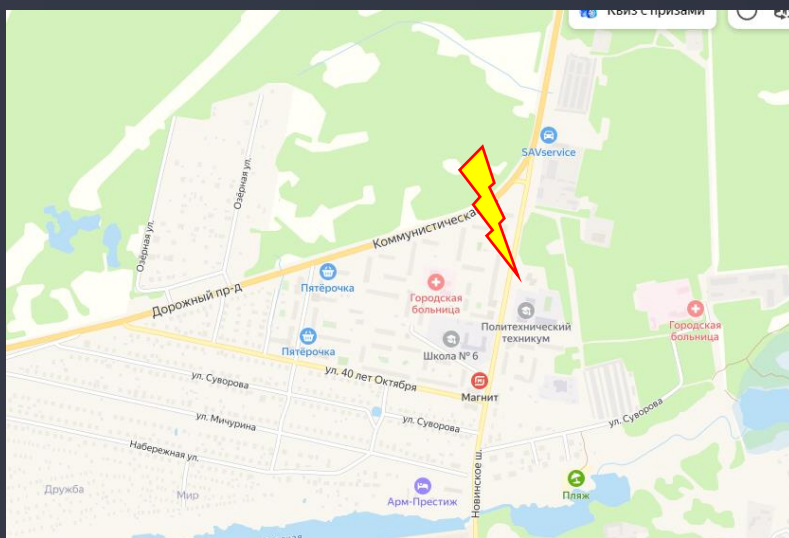 Квиз с призами
SAVservice
Озёрная ул.
Озёрная ул.
Коммунистическа
Дорожный пр-д
Пятёрочка
Городская
больница
Политехнический
техникум
Городская
больница
Пятёрочка
Школа № 6
ул. 40 лет Октября
ул. Суворова
Магнит
ул. Суворова
ул. Мичурина
ул. Суворова
Набережная ул.
Дружба
Мир
Арм-Престиж
Новинское ш.
Пляж